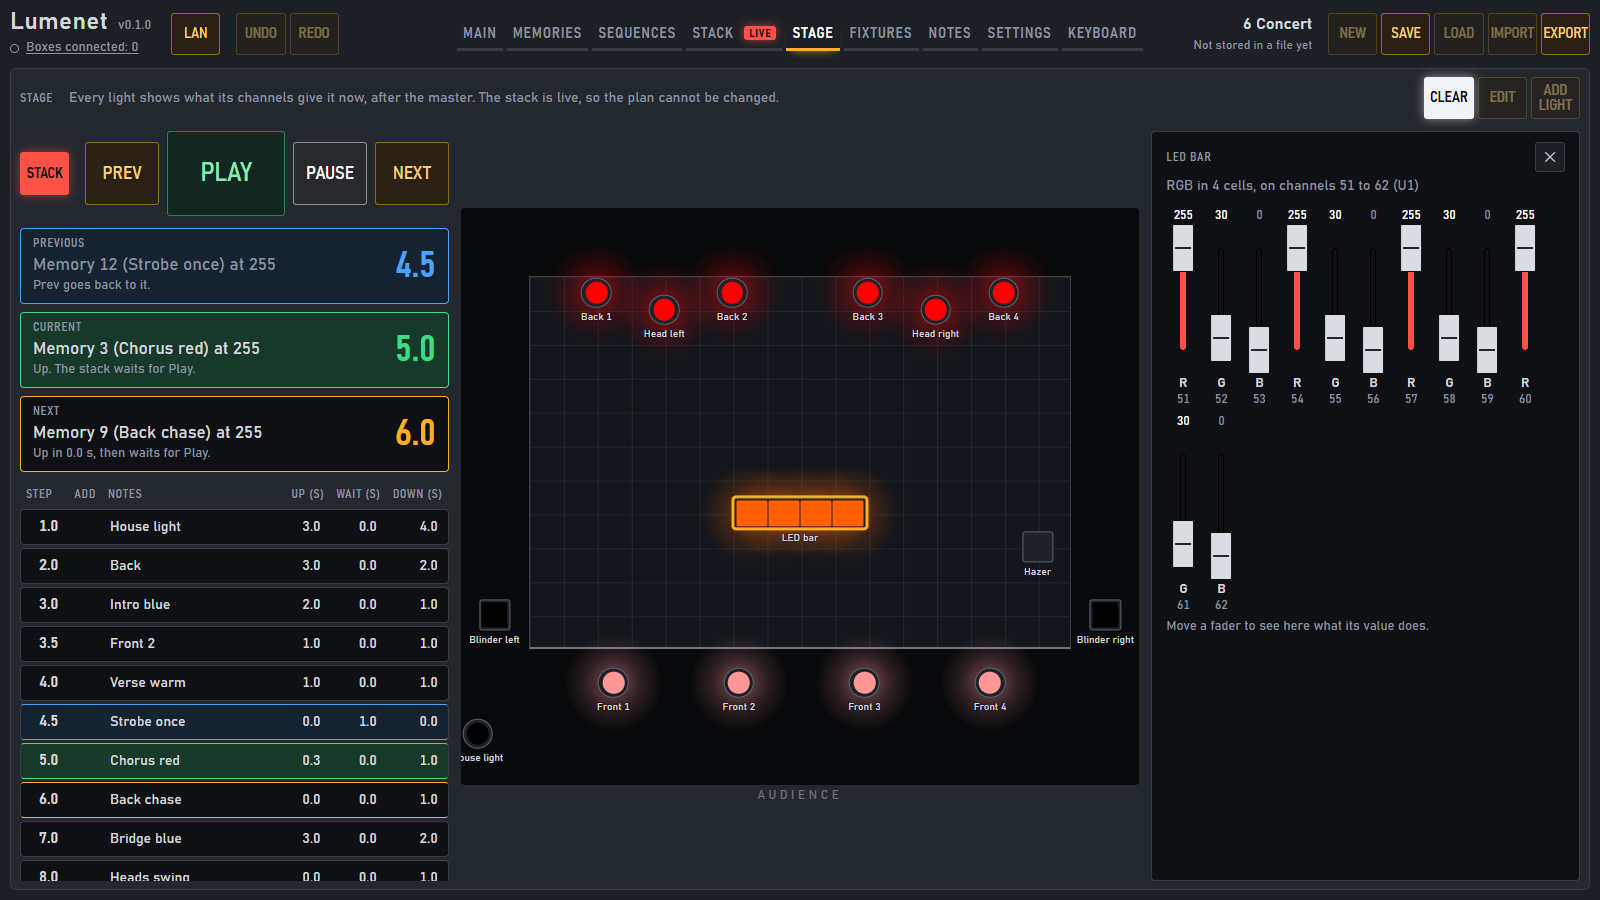 Lumenet v0.1.0
Boxes connected: 0
LAN
UNDO
REDO
MAIN
MEMORIES
SEQUENCES
STACK
LIVE
STAGE
FIXTURES
NOTES
SETTINGS
KEYBOARD
6 Concert
Not stored in a file yet
NEW
SAVE
LOAD
IMPORT
EXPORT
STAGE Every light shows what its channels give it now, after the master. The stack is live, so the plan cannot be changed.
CLEAR
EDIT
ADD
LIGHT
STACK
PREV
PLAY
PAUSE
NEXT
PREVIOUS
Memory 12 (Strobe once) at 255
Prev goes back to it.
4.5
CURRENT
Memory 3 (Chorus red) at 255
Up. The stack waits for Play.
5.0
NEXT
Memory 9 (Back chase) at 255
Up in 0.0 s, then waits for Play.
6.0
STEP ADD NOTES UP (S) WAIT (S) DOWN (S)
1.0 House light 3.0 0.0 4.0
2.0 Back 3.0 0.0 2.0
3.0 Intro blue 2.0 0.0 1.0
3.5 Front 2 1.0 0.0 1.0
4.0 Verse warm 1.0 0.0 1.0
4.5 Strobe once 0.0 1.0 0.0
5.0 Chorus red 0.3 0.0 1.0
6.0 Back chase 0.0 0.0 1.0
7.0 Bridge blue 3.0 0.0 2.0
8.0 Heads swing 0.0 0.0 1.0
Back 1
Head left
Back 2
Back 3
Head right
Back 4
LED bar
Hazer
Blinder left
Blinder right
Front 1
Front 2
Front 3
Front 4
ouse light
AUDIENCE
LED BAR
RGB in 4 cells, on channels 51 to 62 (U1)
255 30 0 255 30 0 255 30 0 255
R G B R G B R G B R
51 52 53 54 55 56 57 58 59 60
30 0
G B
61 62
Move a fader to see here what its value does.